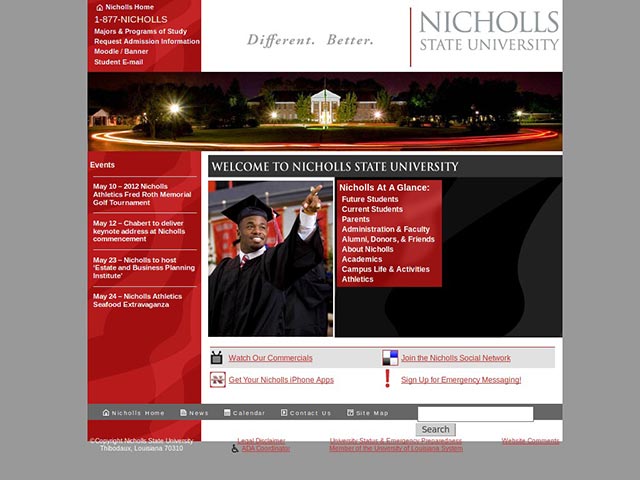 Nicholls Home
1-877-NICHOLLS
Majors & Programs of Study
Request Admission Information
Moodle / Banner
Student E-mail
Different. Better.
NICHOLLS
STATE UNIVERSITY
Events
May 10 – 2012 Nicholls
Athletics Fred Roth Memorial
Golf Tournament
May 12 – Chabert to deliver
keynote address at Nicholls
commencement
May 23 – Nicholls to host
'Estate and Business Planning
Institute'
May 24 – Nicholls Athletics
Seafood Extravaganza
WELCOME TO NICHOLLS STATE UNIVERSITY
Nicholls At A Glance:
Future Students
Current Students
Parents
Administration & Faculty
Alumni, Donors, & Friends
About Nicholls
Academics
Campus Life & Activities
Athletics
Watch Our Commercials
Join the Nicholls Social Network
Get Your Nicholls iPhone Apps
Sign Up for Emergency Messaging!
Nicholls Home
News
Calendar
Contact Us
Site Map
Search
©Copyright Nicholls State University
Thibodaux, Louisiana 70310
Legal Disclaimer
ADA Coordinator
University Status & Emergency Preparedness
Member of the University of Louisiana System
Website Comments